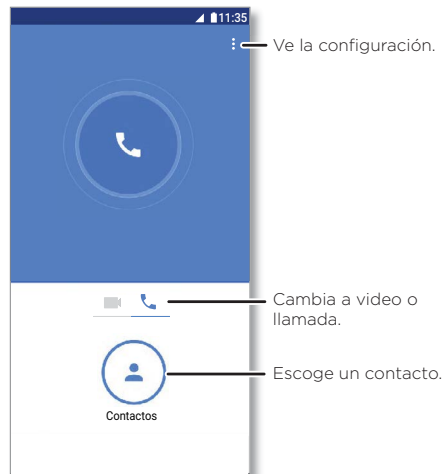 11:35
Ve la configuración.
Cambia a video o
llamada.
Escoge un contacto.
Contactos